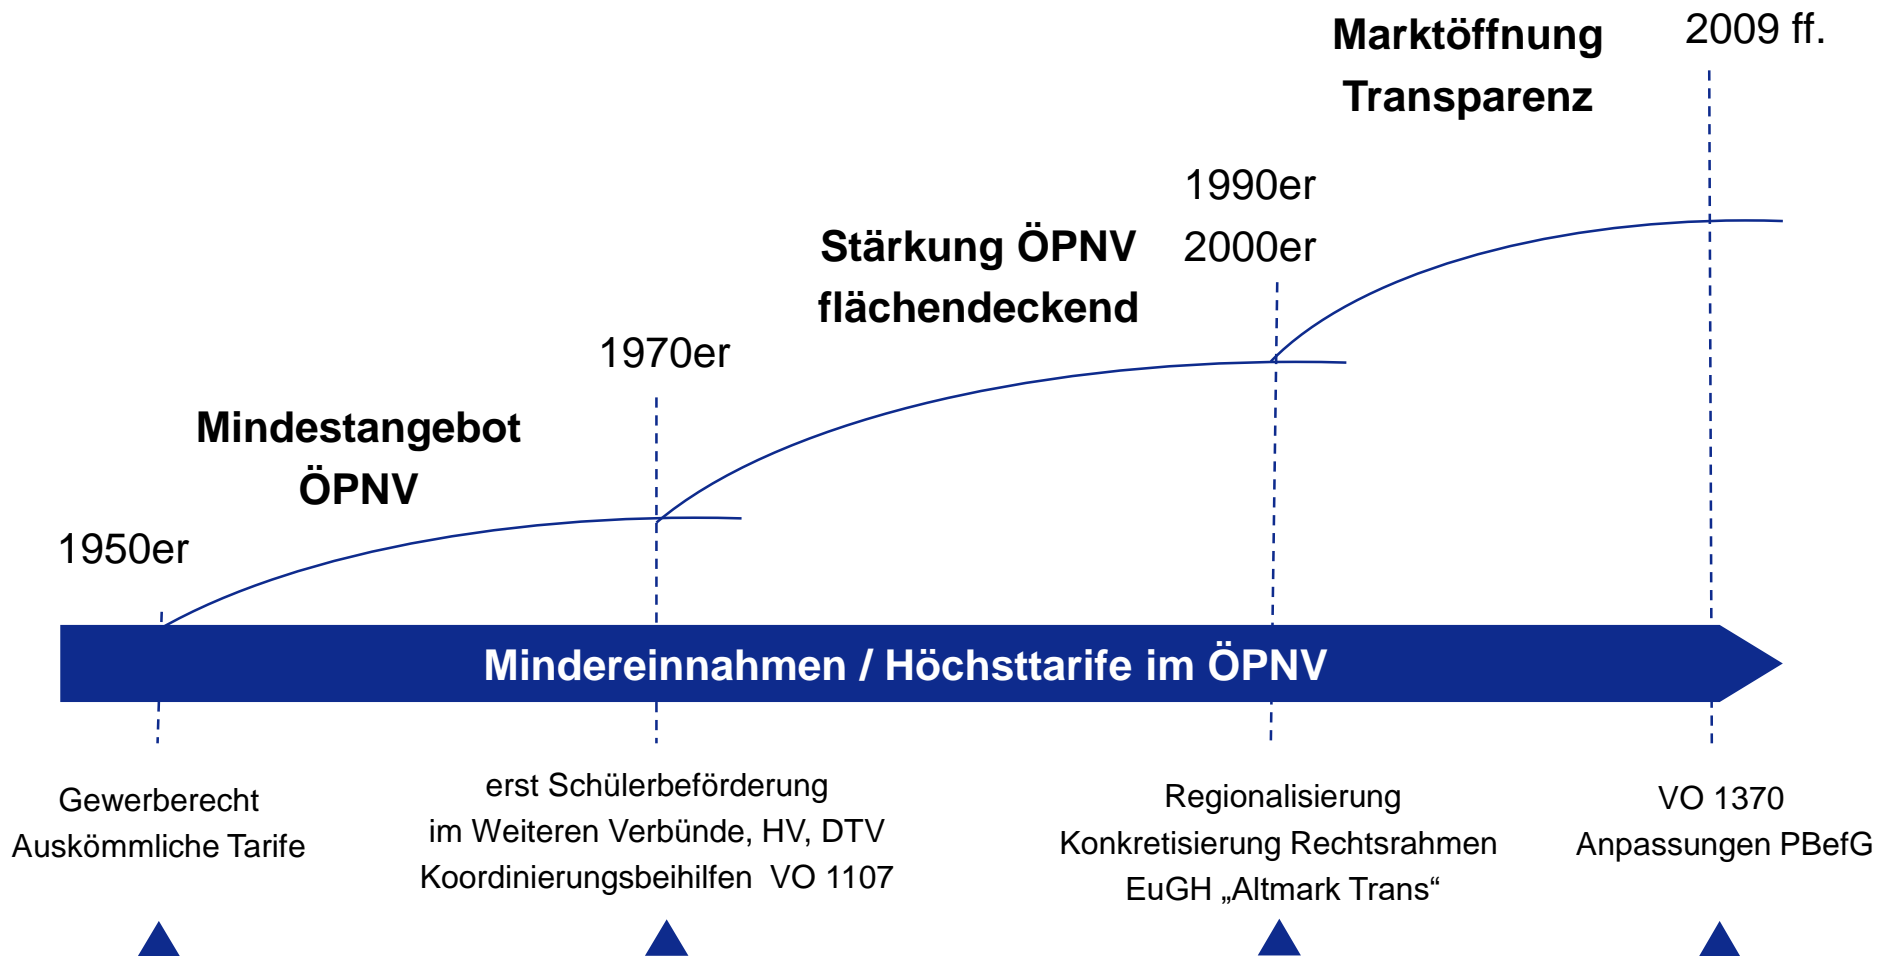 Marktöffnung
Transparenz
2009 ff.
1990er
2000er
Stärkung ÖPNV
flächendeckend
1970er
Mindestangebot
ÖPNV
1950er
Mindereinnahmen / Höchsttarife im ÖPNV
Gewerberecht
Auskömmliche Tarife
erst Schülerbeförderung
im Weiteren Verbünde, HV, DTV
Koordinierungsbeihilfen VO 1107
Regionalisierung
Konkretisierung Rechtsrahmen
EuGH „Altmark Trans“
VO 1370
Anpassungen PBefG